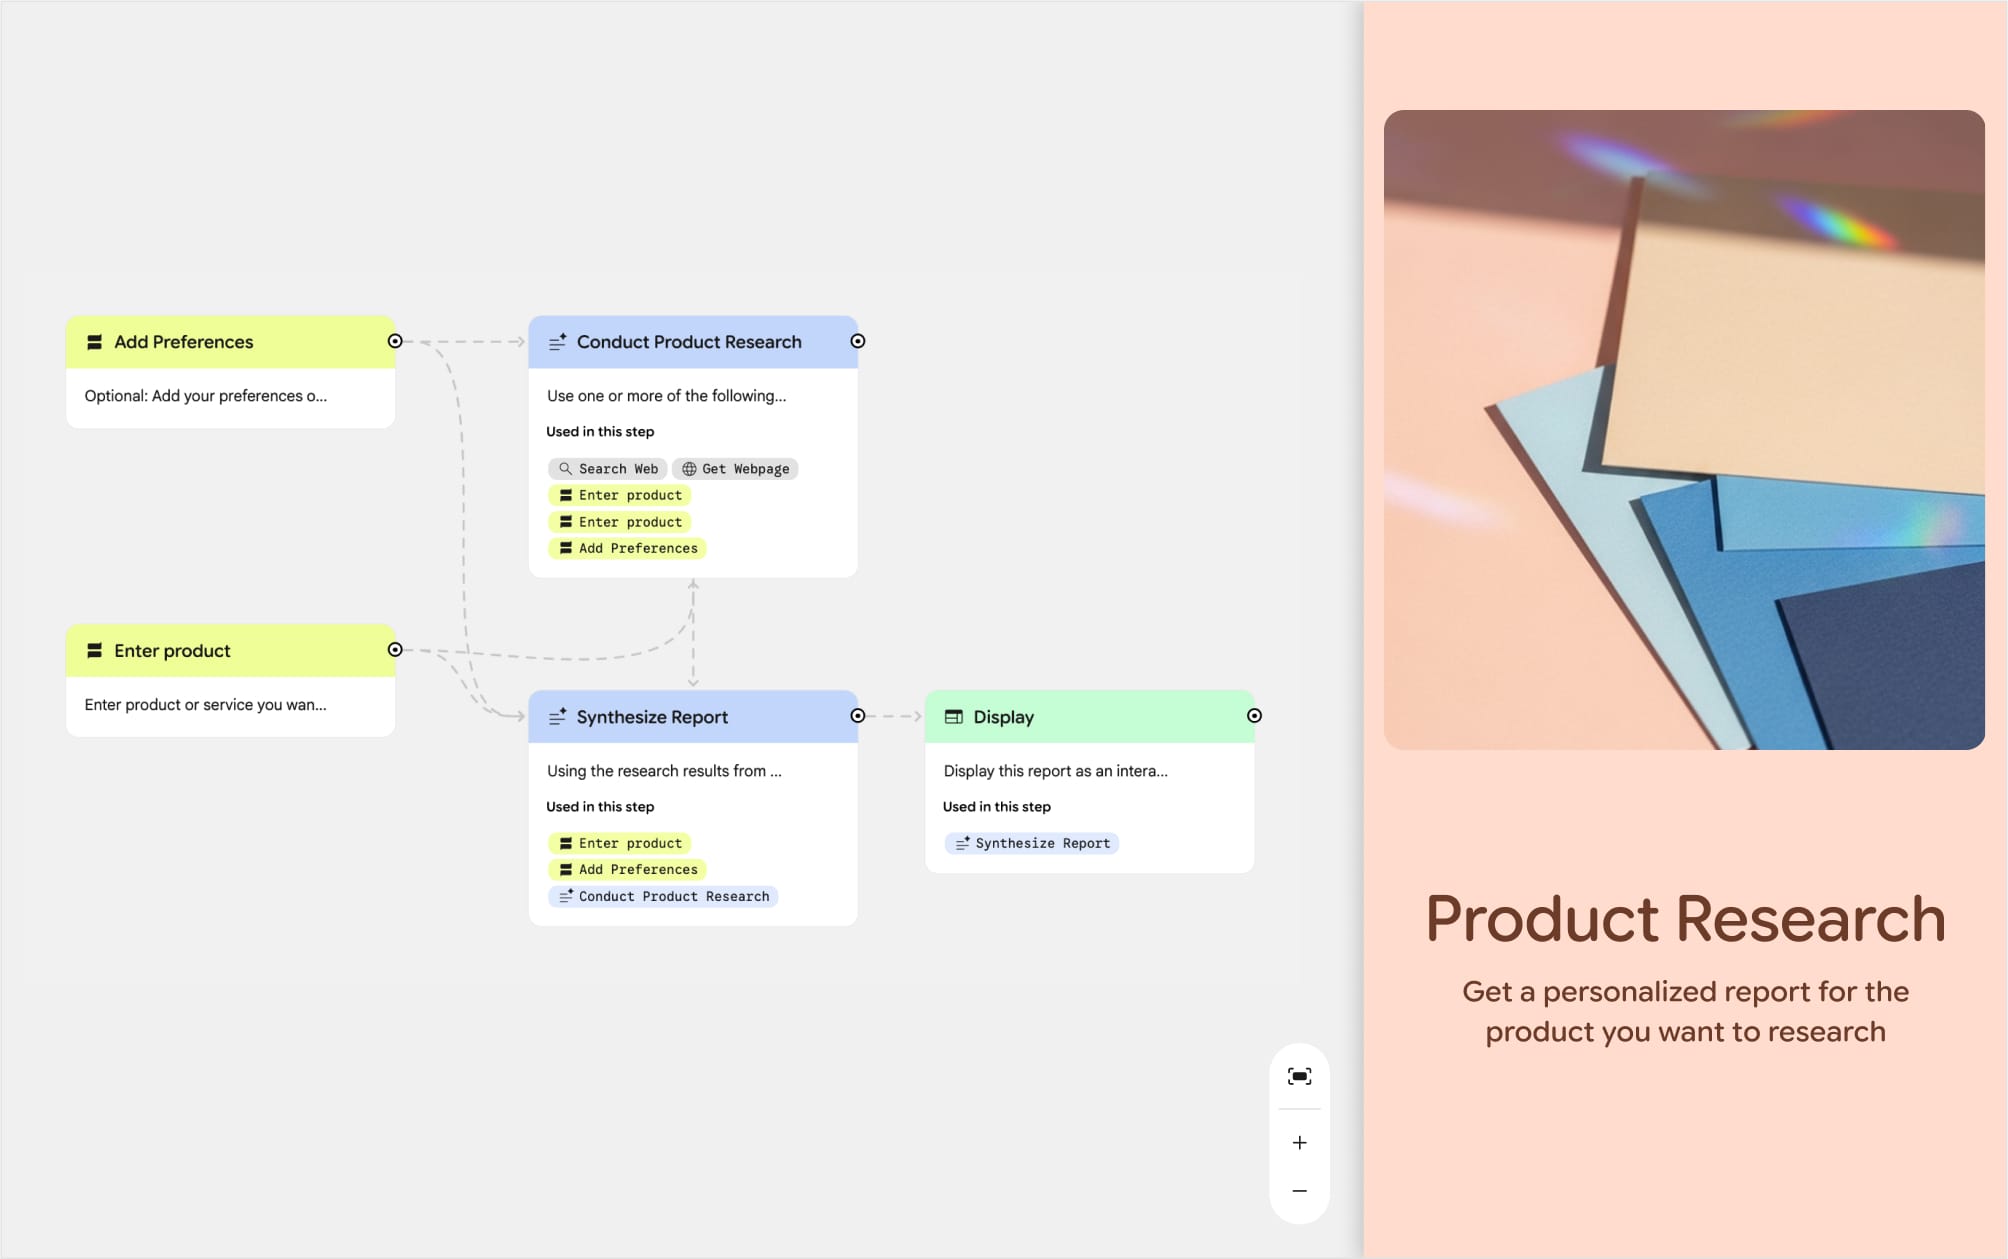 Add Preferences
Optional: Add your preferences o...
Conduct Product Research
Use one or more of the following...
Used in this step
Search Web Get Webpage
Enter product
Enter product
Add Preferences
Enter product
Enter product or service you wan...
Synthesize Report
Using the research results from ...
Used in this step
Enter product
Add Preferences
Conduct Product Research
Display
Display this report as an intera...
Used in this step
Synthesize Report
Product Research
Get a personalized report for the
product you want to research